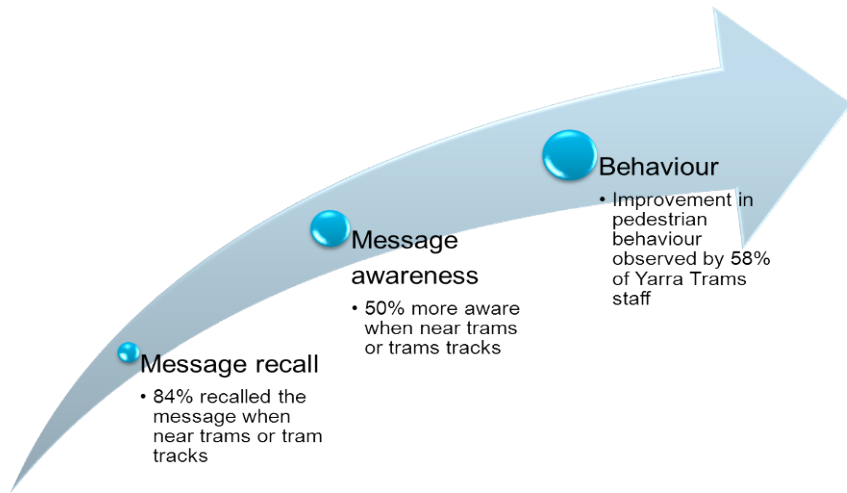 Behaviour
• Improvement in
pedestrian
behaviour
observed by 58%
of Yarra Trams
staff
Message
awareness
• 50% more aware
when near trams
or trams tracks
Message recall
• 84% recalled the
message when
near trams or tram
tracks